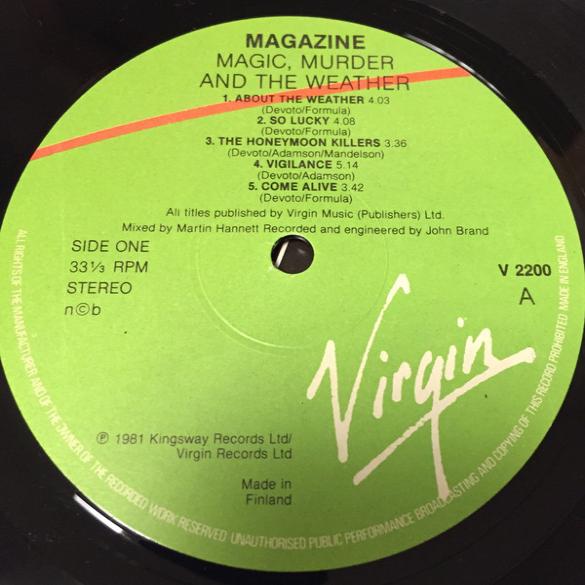 MAGAZINE
MAGIC, MURDER
AND THE WEATHER
1. ABOUT THE WEATHER 4.03
(Devoto/Formula)
2. SO LUCKY 4.08
(Devoto/Formula)
3. THE HONEYMOON KILLERS 3.36
(Devoto/Adamson/Mandelson)
4. VIGILANCE 5.14
(Devoto/Adamson)
5. COME ALIVE 3.42
(Devoto/Formula)
All titles published by Virgin Music (Publishers) Ltd.
Mixed by Martin Hannett Recorded and engineered by John Brand
SIDE ONE
33⅓ RPM
STEREO
n©b
V 2200
A
Virgin
℗ 1981 Kingsway Records Ltd/
Virgin Records Ltd
Made in
Finland
ALL RIGHTS OF THE MANUFACTURER AND OF THE OWNER OF THE RECORDED WORK RESERVED UNAUTHORISED PUBLIC PERFORMANCE BROADCASTING AND COPYING OF THIS RECORD PROHIBITED MADE IN ENGLAND